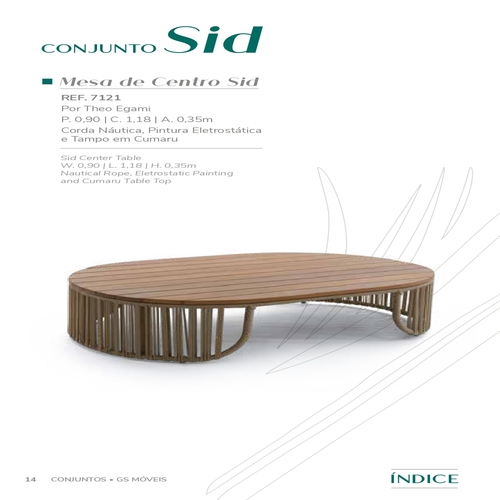 CONJUNTO Sid
Mesa de Centro Sid
REF. 7121
Por Theo Egami
P. 0,90 | C. 1,18 | A. 0,35m
Corda Náutica, Pintura Eletrostática
e Tampo em Cumaru
Sid Center Table
W. 0,90 | L. 1,18 | H. 0,35m
Nautical Rope, Eletrostatic Painting
and Cumaru Table Top
14 CONJUNTOS • GS MÓVEIS
ÍNDICE